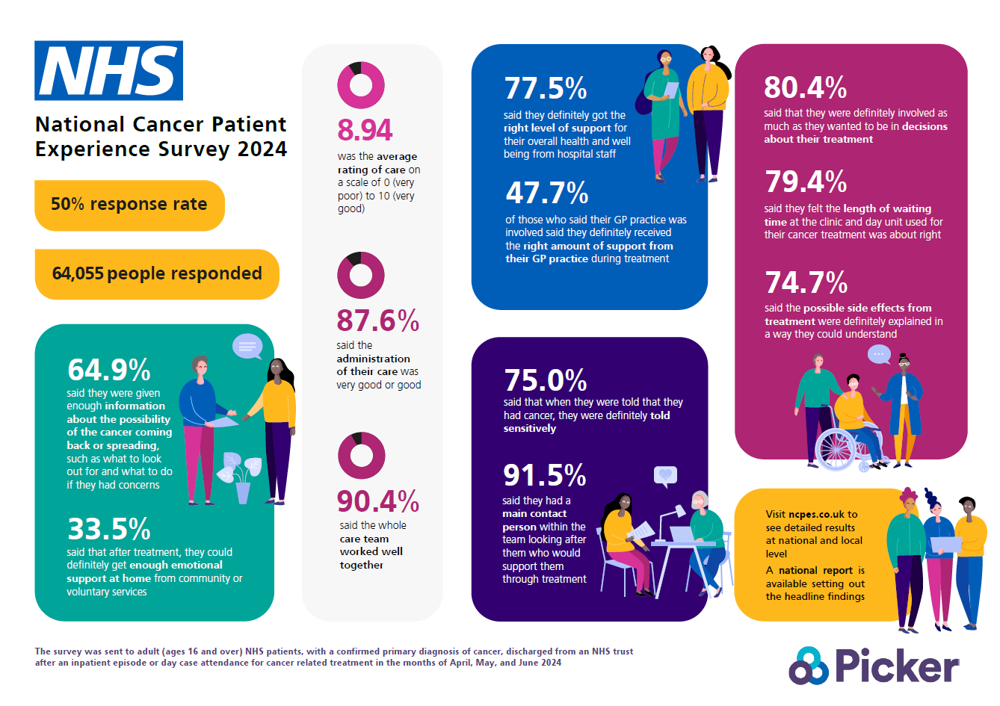 NHS
National Cancer Patient
Experience Survey 2024
50% response rate
64,055 people responded
64.9%
said they were given
enough information
about the possibility
of the cancer coming
back or spreading,
such as what to look
out for and what to do
if they had concerns
33.5%
said that after treatment, they could
definitely get enough emotional
support at home from community or
voluntary services
8.94
was the average
rating of care on
a scale of 0 (very
poor) to 10 (very
good)
87.6%
said the
administration
of their care was
very good or good
90.4%
said the whole
care team
worked well
together
77.5%
said they definitely got the
right level of support for
their overall health and well
being from hospital staff
47.7%
of those who said their GP practice was
involved said they definitely received
the right amount of support from
their GP practice during treatment
75.0%
said that when they were told that they
had cancer, they were definitely told
sensitively
91.5%
said they had a
main contact
person within the
team looking after
them who would
support them
through treatment
80.4%
said that they were definitely involved as
much as they wanted to be in decisions
about their treatment
79.4%
said they felt the length of waiting
time at the clinic and day unit used for
their cancer treatment was about right
74.7%
said the possible side effects from
treatment were definitely explained in
a way they could understand
Visit ncpes.co.uk to
see detailed results
at national and local
level
A national report is
available setting out
the headline findings
The survey was sent to adult (ages 16 and over) NHS patients, with a confirmed primary diagnosis of cancer, discharged from an NHS trust
after an inpatient episode or day case attendance for cancer related treatment in the months of April, May, and June 2024
Picker